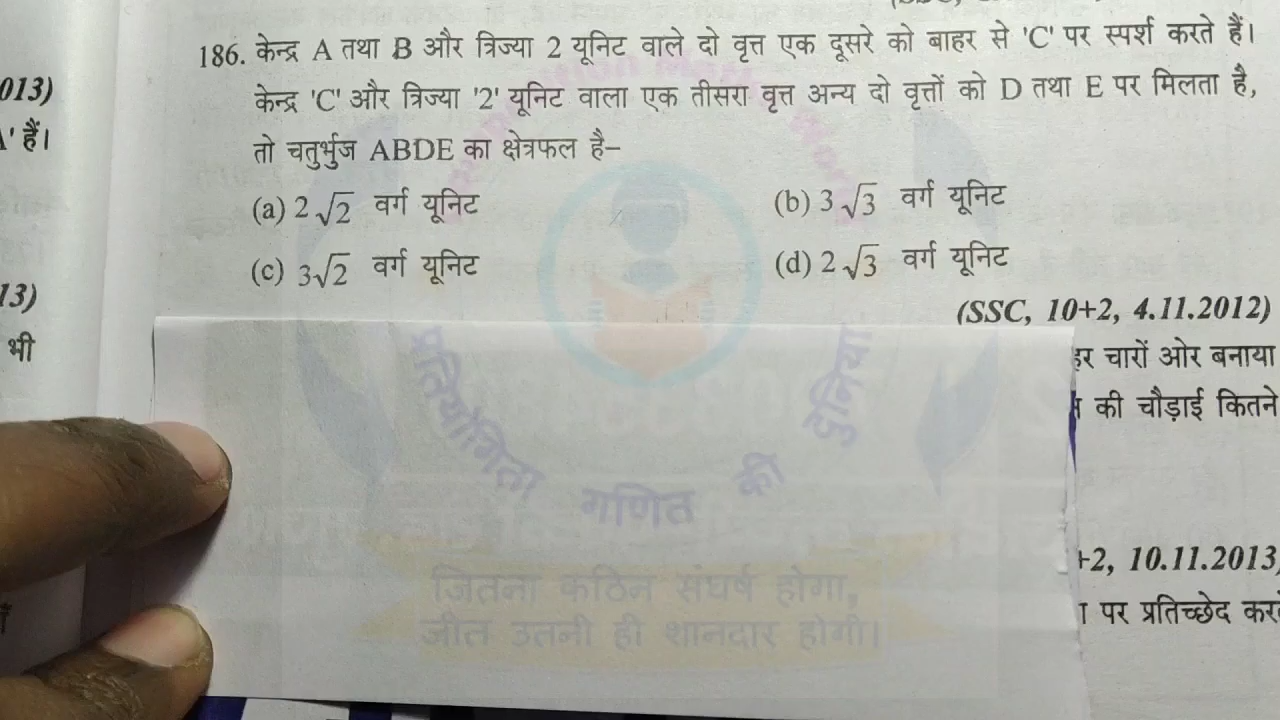 013)
' हैं।
13)
भी
186. केन्द्र A तथा B और त्रिज्या 2 यूनिट वाले दो वृत्त एक दूसरे को बाहर से 'C' पर स्पर्श करते हैं।
केन्द्र 'C' और त्रिज्या '2' यूनिट वाला एक तीसरा वृत्त अन्य दो वृत्तों को D तथा E पर मिलता है,
तो चतुर्भुज ABDE का क्षेत्रफल है–
(a) 2√2 वर्ग यूनिट
(b) 3√3 वर्ग यूनिट
(c) 3√2 वर्ग यूनिट
(d) 2√3 वर्ग यूनिट
(SSC, 10+2, 4.11.2012)
हर चारों ओर बनाया
की चौड़ाई कितने
+2, 10.11.2013)
पर प्रतिच्छेद
प्रतियोगिता गणित की दुनिया
जितना कठिन संघर्ष होगा,
जीत उतनी ही शानदार होगी।